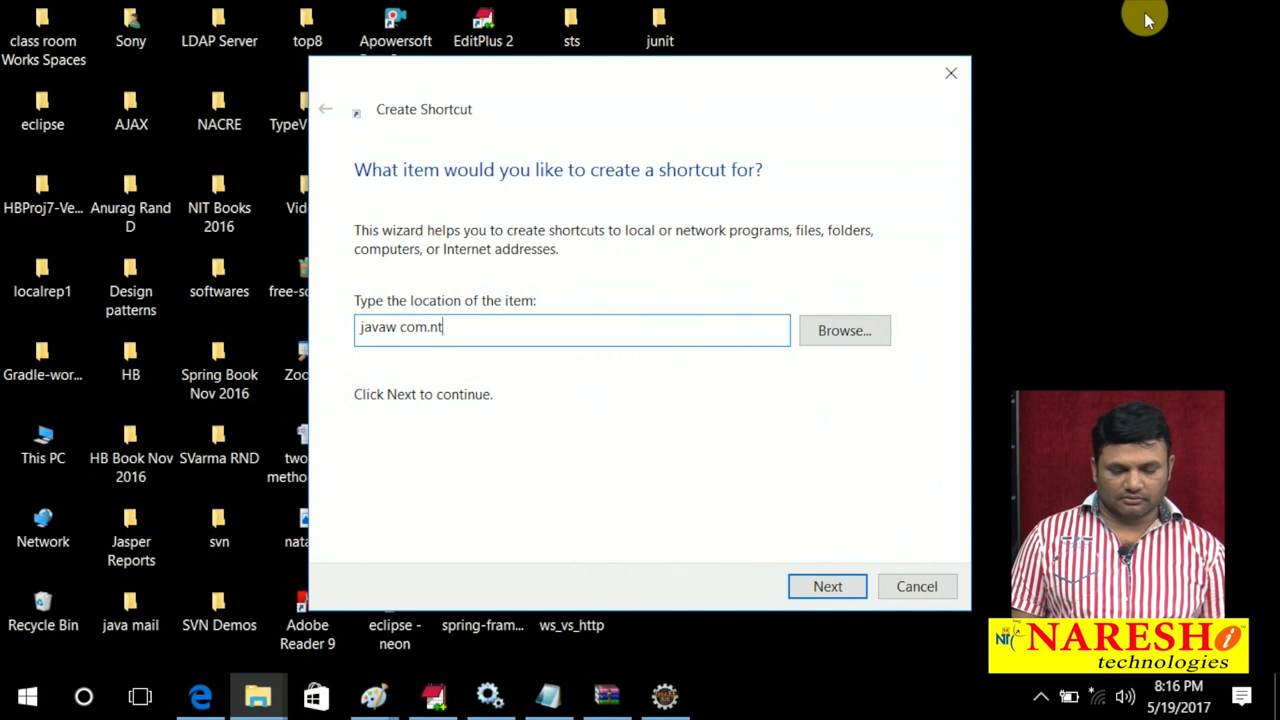 class room
Works Spaces
Sony
LDAP Server
top8
Apowersoft
EditPlus 2
sts
junit
Create Shortcut
eclipse
AJAX
NACRE
TypeV
What item would you like to create a shortcut for?
HBProj7-Ve...
Anurag Rand
D
NIT Books
2016
Vid
This wizard helps you to create shortcuts to local or network programs, files, folders,
computers, or Internet addresses.
localrep1
Design
patterns
softwares
free-so
Type the location of the item:
javaw com.nt
Browse...
Gradle-wor...
HB
Spring Book
Nov 2016
Zoo
Click Next to continue.
This PC
HB Book Nov
2016
SVarma RND
two
metho
Network
Jasper
Reports
svn
nata
Next
Cancel
Recycle Bin
java mail
SVN Demos
Adobe
Reader 9
eclipse -
neon
spring-fram...
ws_vs_http
NT
NARESH i
technologies
8:16 PM
5/19/2017